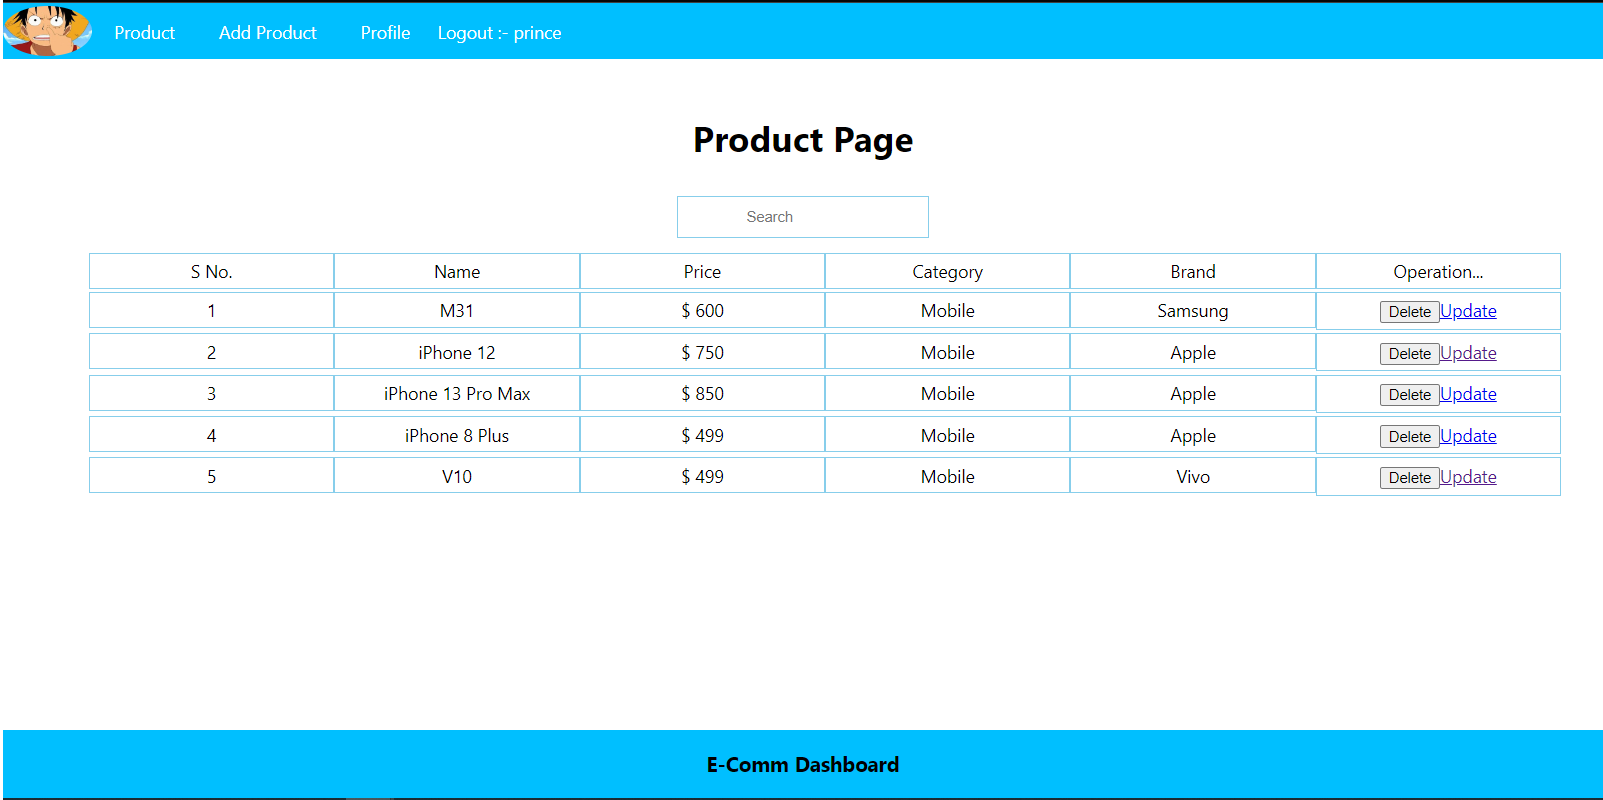 Product Add Product Profile Logout :- prince
Product Page
Search
S No. Name Price Category Brand Operation...
1 M31 $ 600 Mobile Samsung Delete Update
2 iPhone 12 $ 750 Mobile Apple Delete Update
3 iPhone 13 Pro Max $ 850 Mobile Apple Delete Update
4 iPhone 8 Plus $ 499 Mobile Apple Delete Update
5 V10 $ 499 Mobile Vivo Delete Update
E-Comm Dashboard